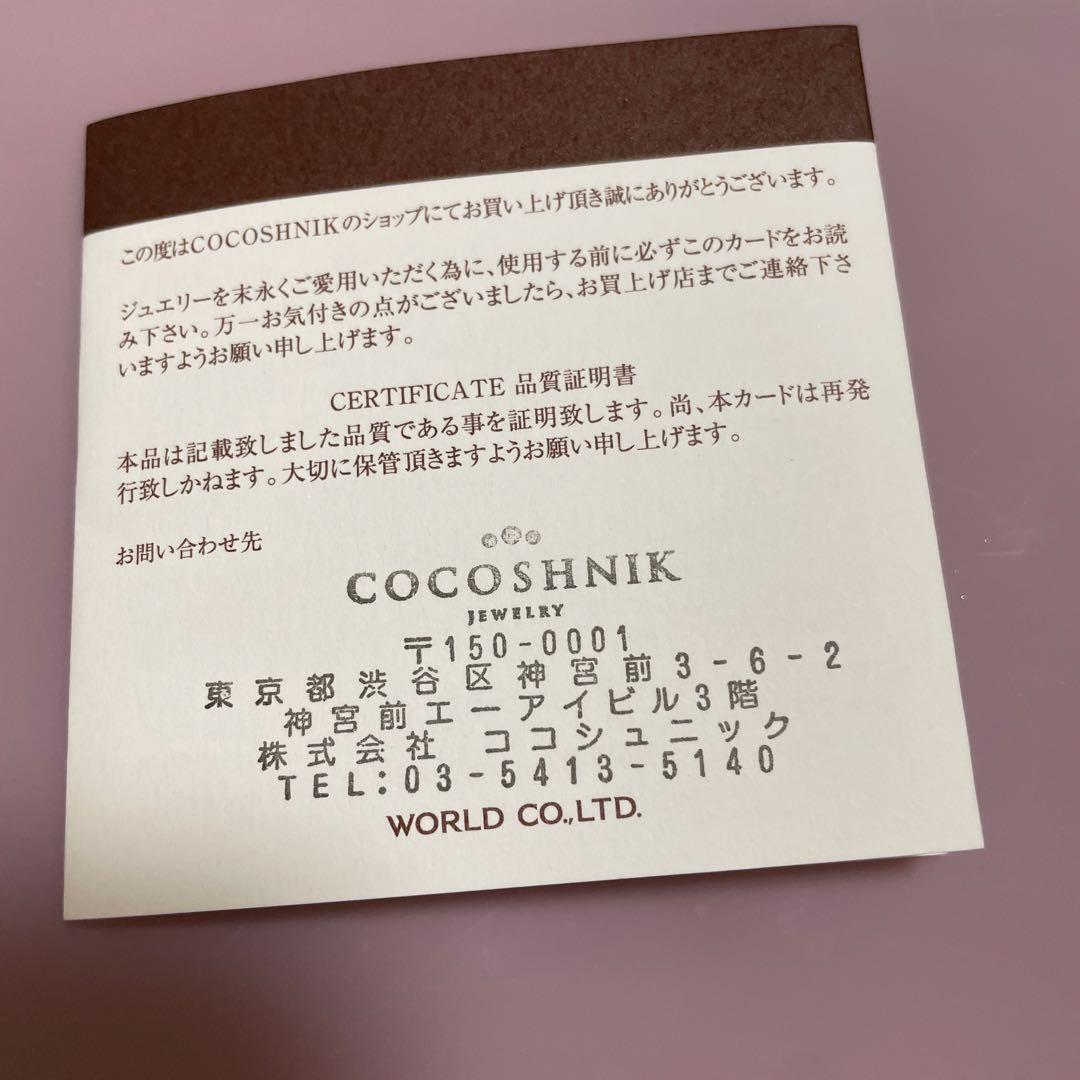 この度はCOCOSHNIKのショップにてお買い上げ頂き誠にありがとうございます。
ジュエリーを末永くご愛用いただく為に、使用する前に必ずこのカードをお読
み下さい。万一お気付きの点がございましたら、お買上げ店までご連絡下さ
いますようお願い申し上げます。
CERTIFICATE 品質証明書
本品は記載致しました品質である事を証明致します。尚、本カードは再発
行致しかねます。大切に保管頂きますようお願い申し上げます。
お問い合わせ先
COCOSHNIK
JEWELRY
〒150-0001
東京都渋谷区神宮前3-6-2
神宮前エーアイビル3階
株式会社 ココシュニック
TEL:03-5413-5140
WORLD CO.,LTD.